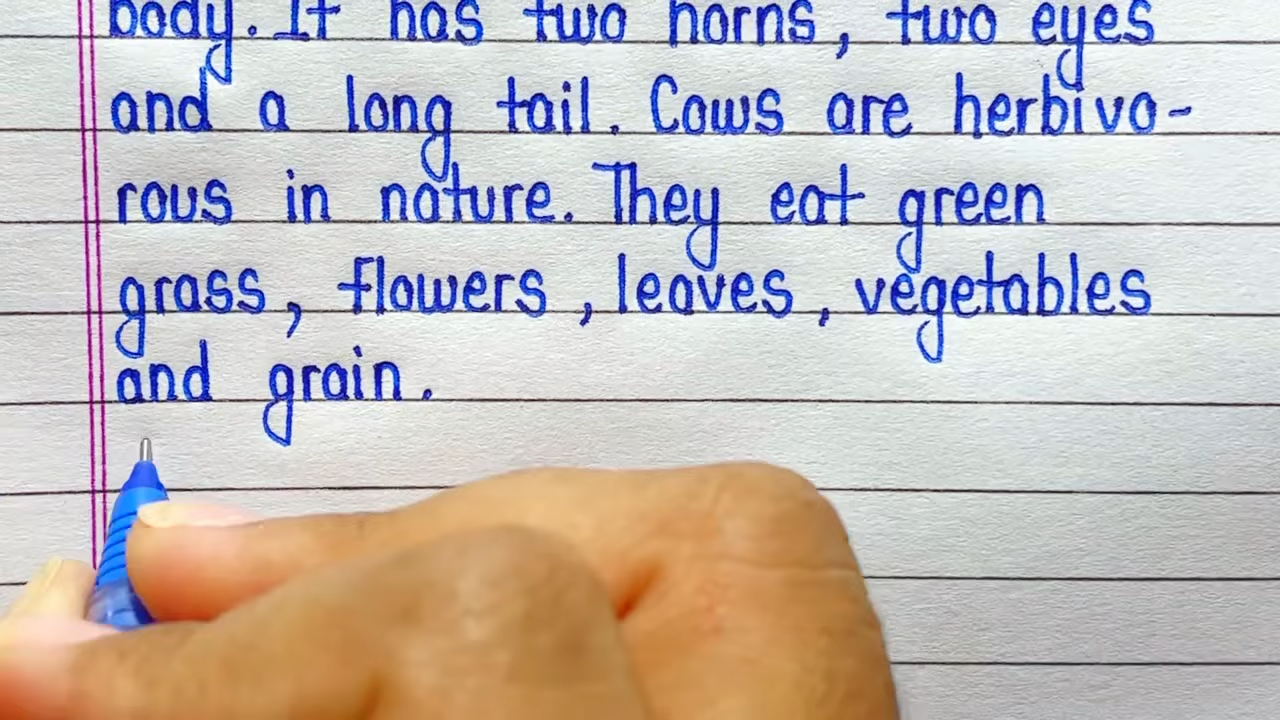 body. It has two horns, two eyes
and a long tail. Cows are herbivo-
rous in nature. They eat green
grass, flowers, leaves, vegetables
and grain.